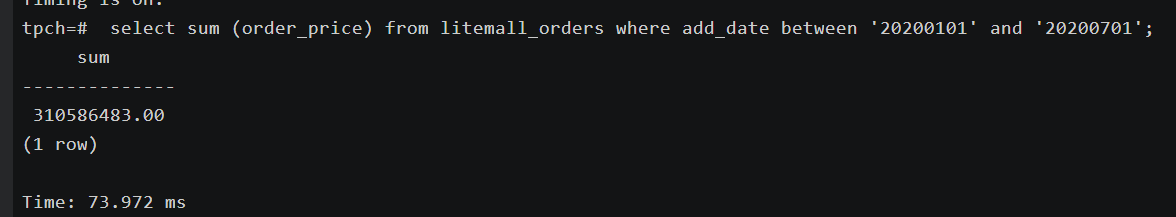 Timing is on.
tpch=#  select sum (order_price) from litemall_orders where add_date between '20200101' and '20200701';
     sum
--------------
 310586483.00
(1 row)
Time: 73.972 ms